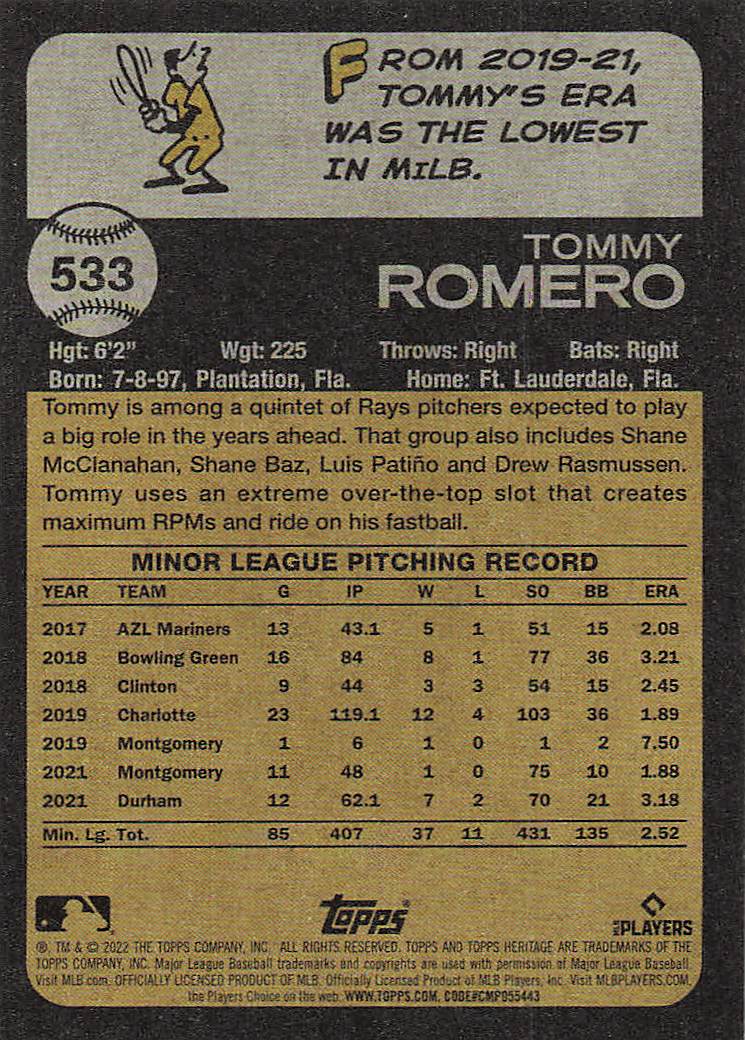 FROM 2019-21,
TOMMY'S ERA
WAS THE LOWEST
IN MiLB.
533
TOMMY
ROMERO
Hgt: 6'2" Wgt: 225 Throws: Right Bats: Right
Born: 7-8-97, Plantation, Fla. Home: Ft. Lauderdale, Fla.
Tommy is among a quintet of Rays pitchers expected to play
a big role in the years ahead. That group also includes Shane
McClanahan, Shane Baz, Luis Patiño and Drew Rasmussen.
Tommy uses an extreme over-the-top slot that creates
maximum RPMs and ride on his fastball.
MINOR LEAGUE PITCHING RECORD
YEAR TEAM G IP W L SO BB ERA
2017 AZL Mariners 13 43.1 5 1 51 15 2.08
2018 Bowling Green 16 84 8 1 77 36 3.21
2018 Clinton 9 44 3 3 54 15 2.45
2019 Charlotte 23 119.1 12 4 103 36 1.89
2019 Montgomery 1 6 1 0 1 2 7.50
2021 Montgomery 11 48 1 0 75 10 1.88
2021 Durham 12 62.1 7 2 70 21 3.18
Min. Lg. Tot. 85 407 37 11 431 135 2.52
Topps®
MLB PLAYERS
®, TM & © 2022 THE TOPPS COMPANY, INC. ALL RIGHTS RESERVED. TOPPS AND TOPPS HERITAGE ARE TRADEMARKS OF THE
TOPPS COMPANY, INC. Major League Baseball trademarks and copyrights are used with permission of Major League Baseball.
Visit MLB.com. OFFICIALLY LICENSED PRODUCT OF MLB. Officially Licensed Product of MLB Players, Inc. Visit MLBPLAYERS.COM,
the Players Choice on the web. WWW.TOPPS.COM. CODE#CMP055443